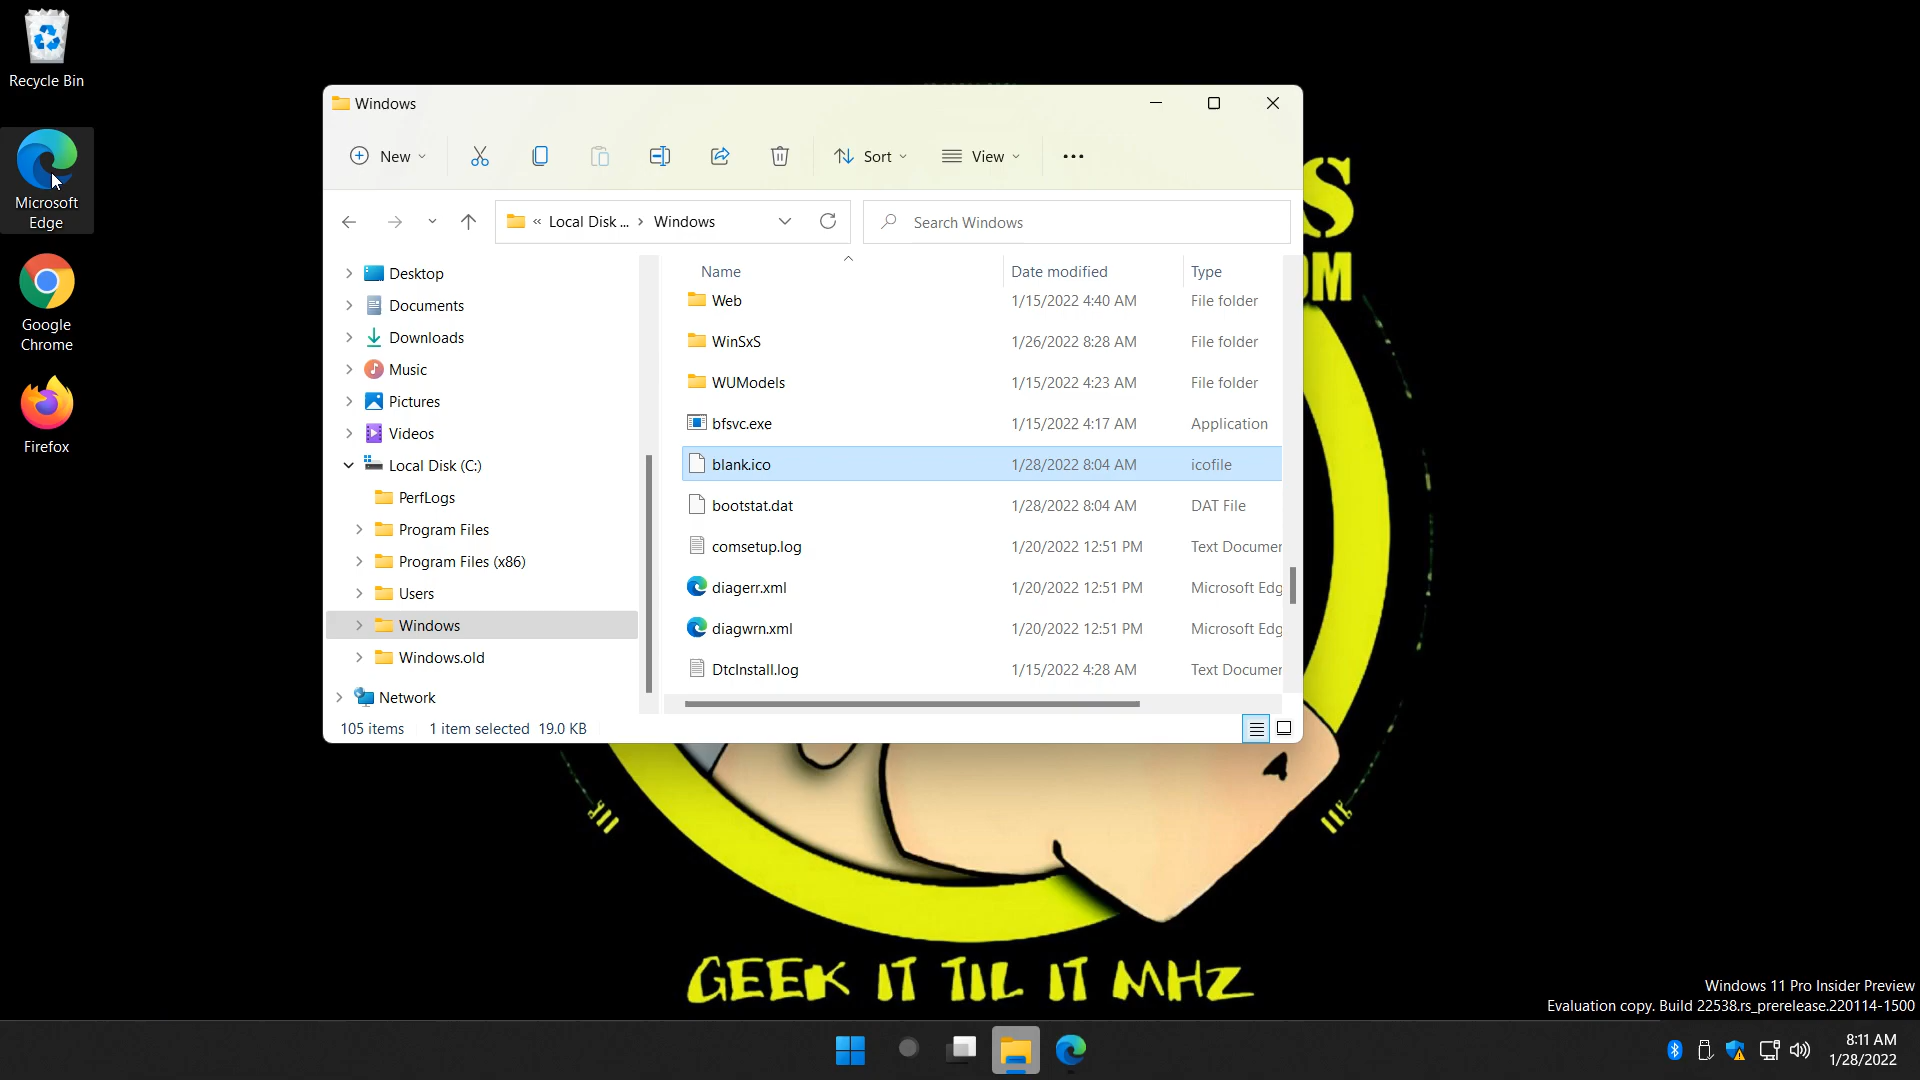 Recycle Bin
Microsoft
Edge
Google
Chrome
Firefox
Windows
New
Sort
View
« Local Disk ... > Windows
Search Windows
Desktop
Documents
Downloads
Music
Pictures
Videos
Local Disk (C:)
PerfLogs
Program Files
Program Files (x86)
Users
Windows
Windows.old
Network
Name Date modified Type
Web 1/15/2022 4:40 AM File folder
WinSxS 1/26/2022 8:28 AM File folder
WUModels 1/15/2022 4:23 AM File folder
bfsvc.exe 1/15/2022 4:17 AM Application
blank.ico 1/28/2022 8:04 AM icofile
bootstat.dat 1/28/2022 8:04 AM DAT File
comsetup.log 1/20/2022 12:51 PM Text Documer
diagerr.xml 1/20/2022 12:51 PM Microsoft Edg
diagwrn.xml 1/20/2022 12:51 PM Microsoft Edg
DtcInstall.log 1/15/2022 4:28 AM Text Documer
105 items 1 item selected 19.0 KB
S
OM
GEEK IT TIL IT MHZ
Windows 11 Pro Insider Preview
Evaluation copy. Build 22538.rs_prerelease.220114-1500
8:11 AM
1/28/2022